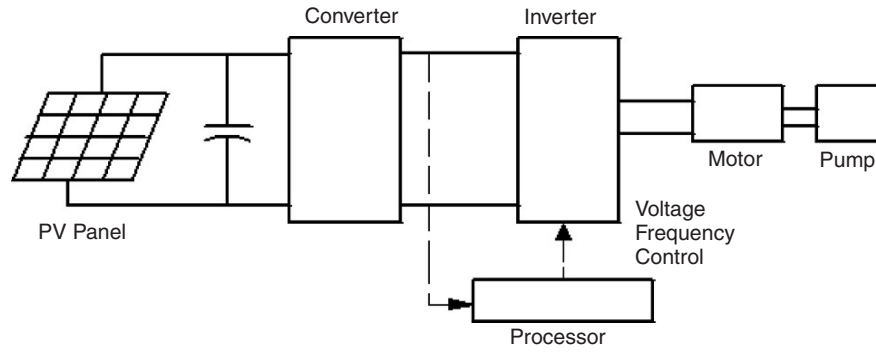 Converter
Inverter
Motor
Pump
PV Panel
Voltage
Frequency
Control
Processor